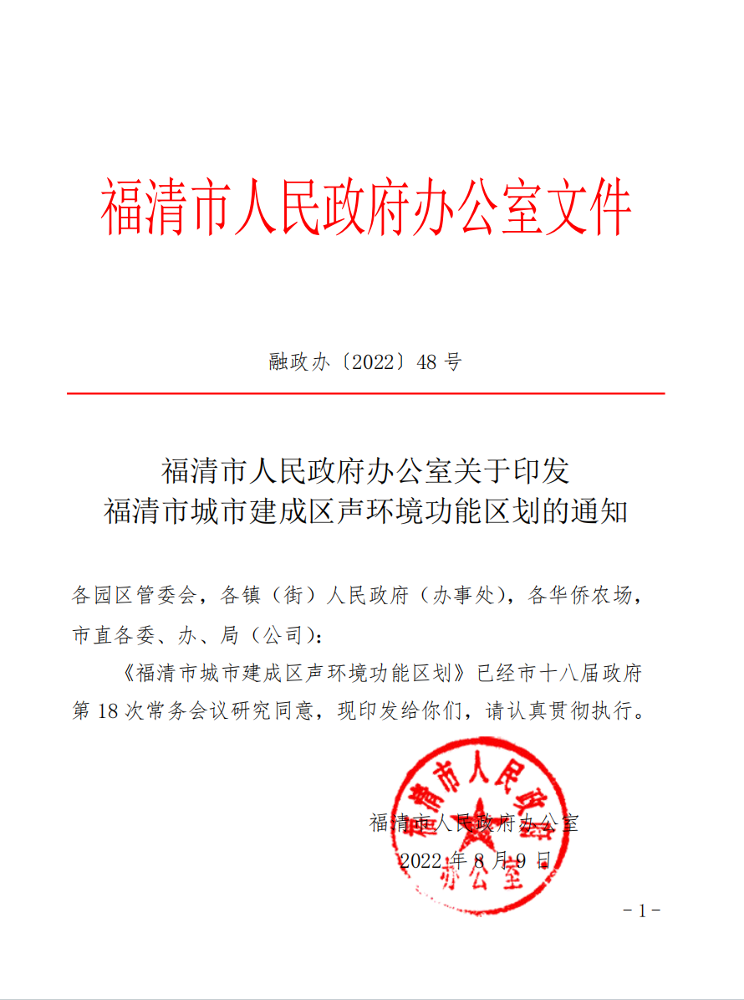 福清市人民政府办公室文件
融政办〔2022〕48 号
福清市人民政府办公室关于印发
福清市城市建成区声环境功能区划的通知
各园区管委会，各镇（街）人民政府（办事处），各华侨农场，
市直各委、办、局（公司）：
《福清市城市建成区声环境功能区划》已经市十八届政府
第 18 次常务会议研究同意，现印发给你们，请认真贯彻执行。
福清市人民政府办公室
2022 年 8 月 9 日
福清市人民政府
办公室
- 1 -